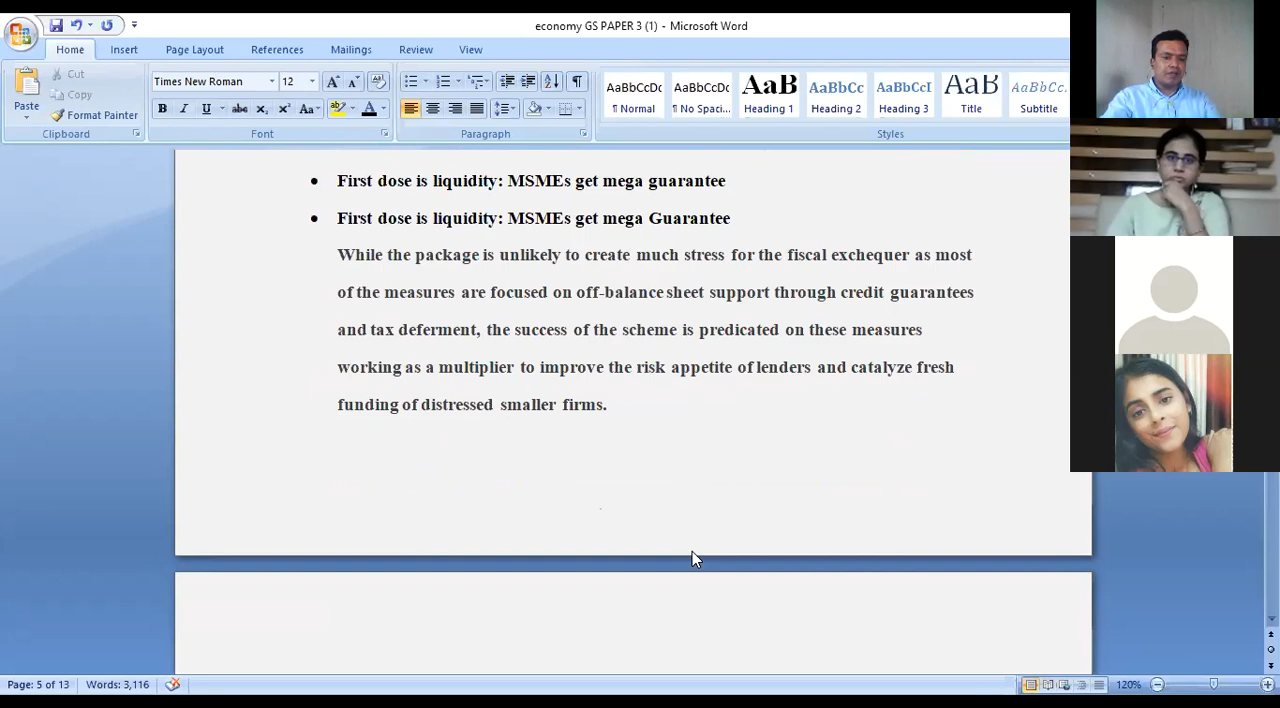 economy GS PAPER 3 (1) - Microsoft Word
Home Insert Page Layout References Mailings Review View
Paste
Cut
Copy
Format Painter
Clipboard
Times New Roman 12
Font
Paragraph
AaBbCcDc AaBbCcDc AaB AaBbCc AaBbCcI AaB AaBbCc.
¶ Normal ¶ No Spaci... Heading 1 Heading 2 Heading 3 Title Subtitle
Styles
• First dose is liquidity: MSMEs get mega guarantee
• First dose is liquidity: MSMEs get mega Guarantee
While the package is unlikely to create much stress for the fiscal exchequer as most
of the measures are focused on off-balance sheet support through credit guarantees
and tax deferment, the success of the scheme is predicated on these measures
working as a multiplier to improve the risk appetite of lenders and catalyze fresh
funding of distressed smaller firms.
Page: 5 of 13 Words: 3,116 120%